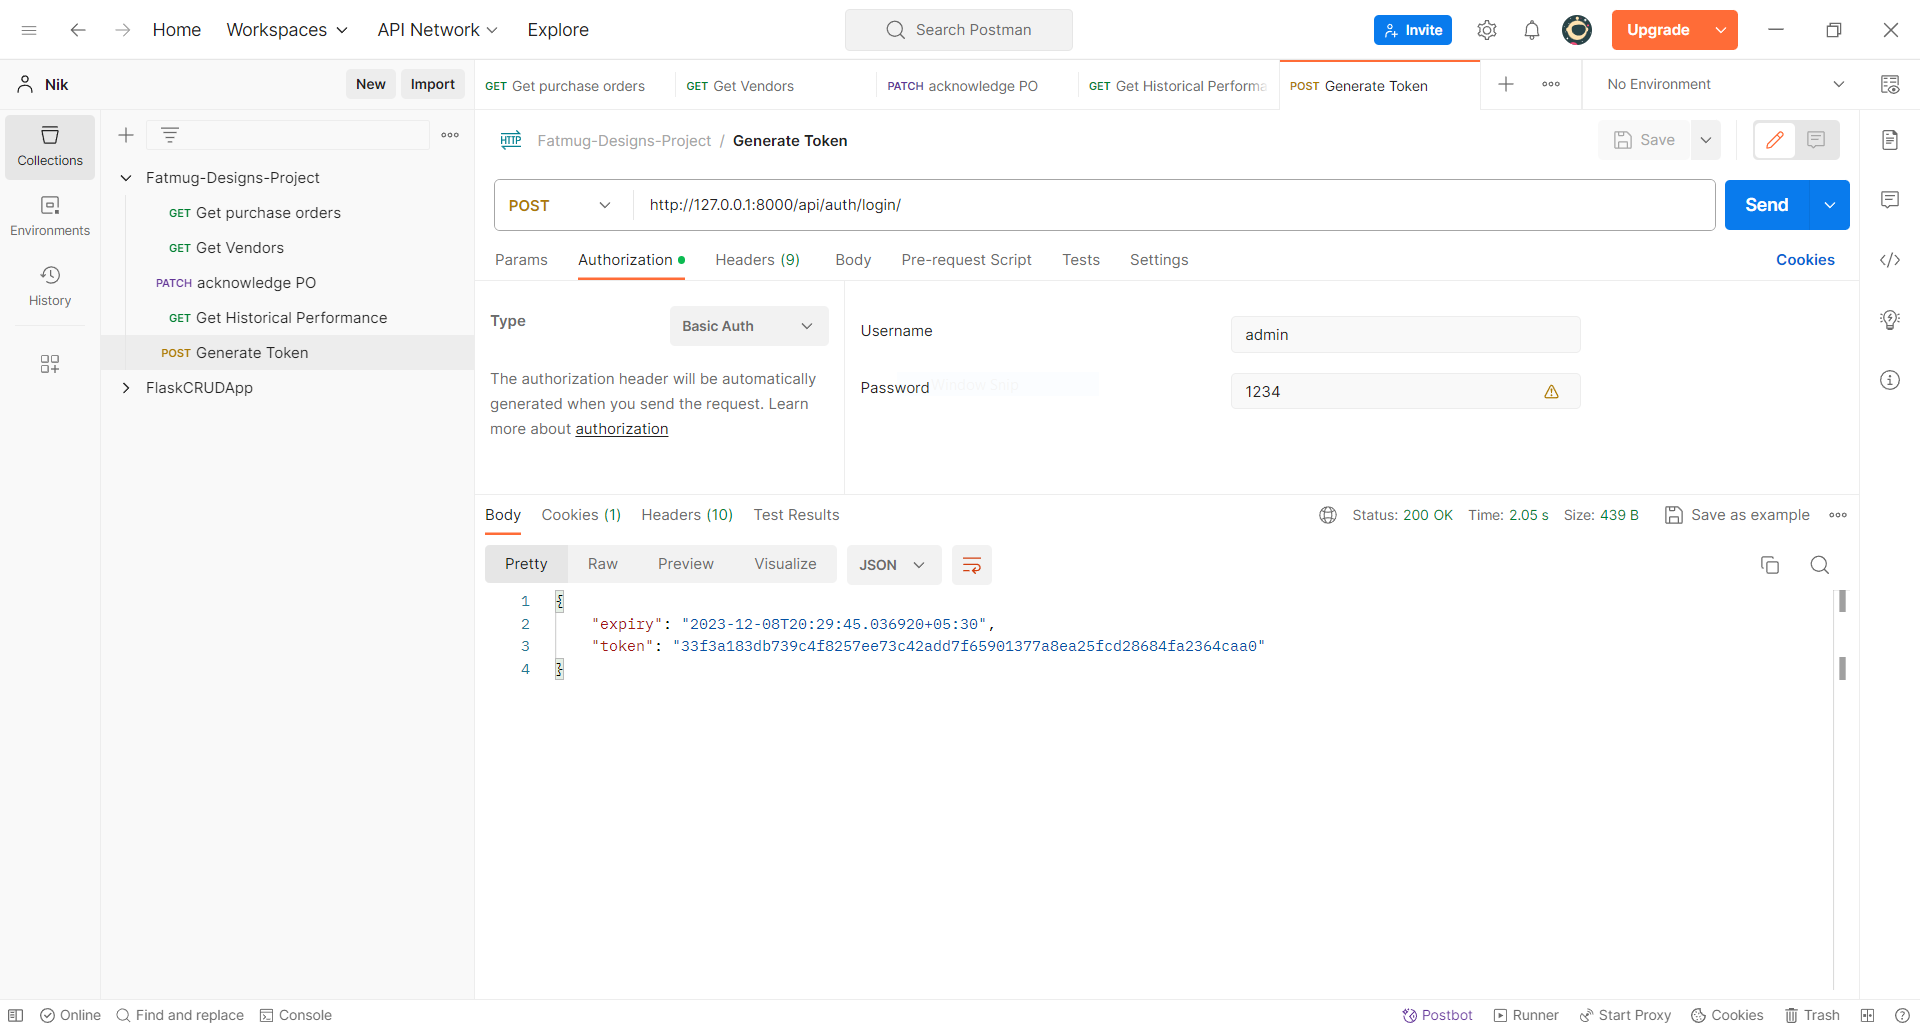 Home Workspaces API Network Explore Search Postman Invite Upgrade
Nik New Import GET Get purchase orders GET Get Vendors PATCH acknowledge PO GET Get Historical Performa POST Generate Token No Environment
Collections
Environments
History
Fatmug-Designs-Project
GET Get purchase orders
GET Get Vendors
PATCH acknowledge PO
GET Get Historical Performance
POST Generate Token
FlaskCRUDApp
HTTP Fatmug-Designs-Project / Generate Token Save
POST http://127.0.0.1:8000/api/auth/login/ Send
Params Authorization Headers (9) Body Pre-request Script Tests Settings Cookies
Type Basic Auth
The authorization header will be automatically
generated when you send the request. Learn
more about authorization
Username admin
Password 1234
Window Snip
Body Cookies (1) Headers (10) Test Results Status: 200 OK Time: 2.05 s Size: 439 B Save as example
Pretty Raw Preview Visualize JSON
1 {
2 "expiry": "2023-12-08T20:29:45.036920+05:30",
3 "token": "33f3a183db739c4f8257ee73c42add7f65901377a8ea25fcd28684fa2364caa0"
4 }
Online Find and replace Console Postbot Runner Start Proxy Cookies Trash